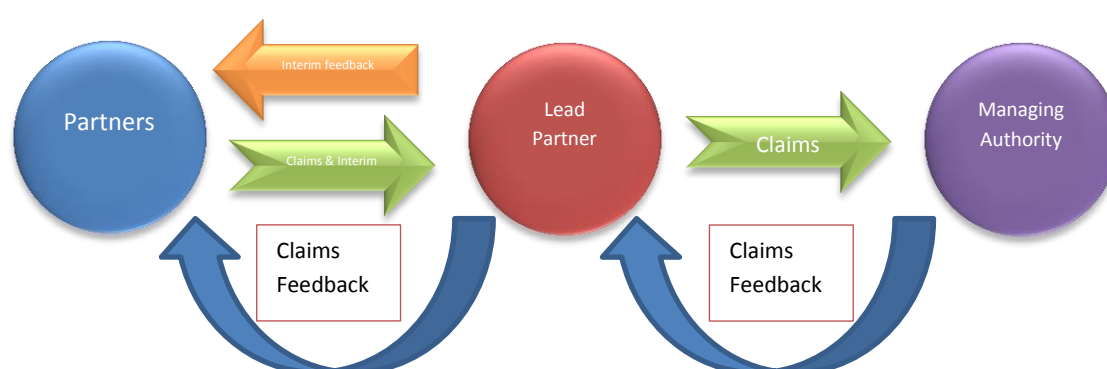 Partners
Interim feedback
Claims & Interim
Lead
Partner
Claims
Managing
Authority
Claims
Feedback
Claims
Feedback